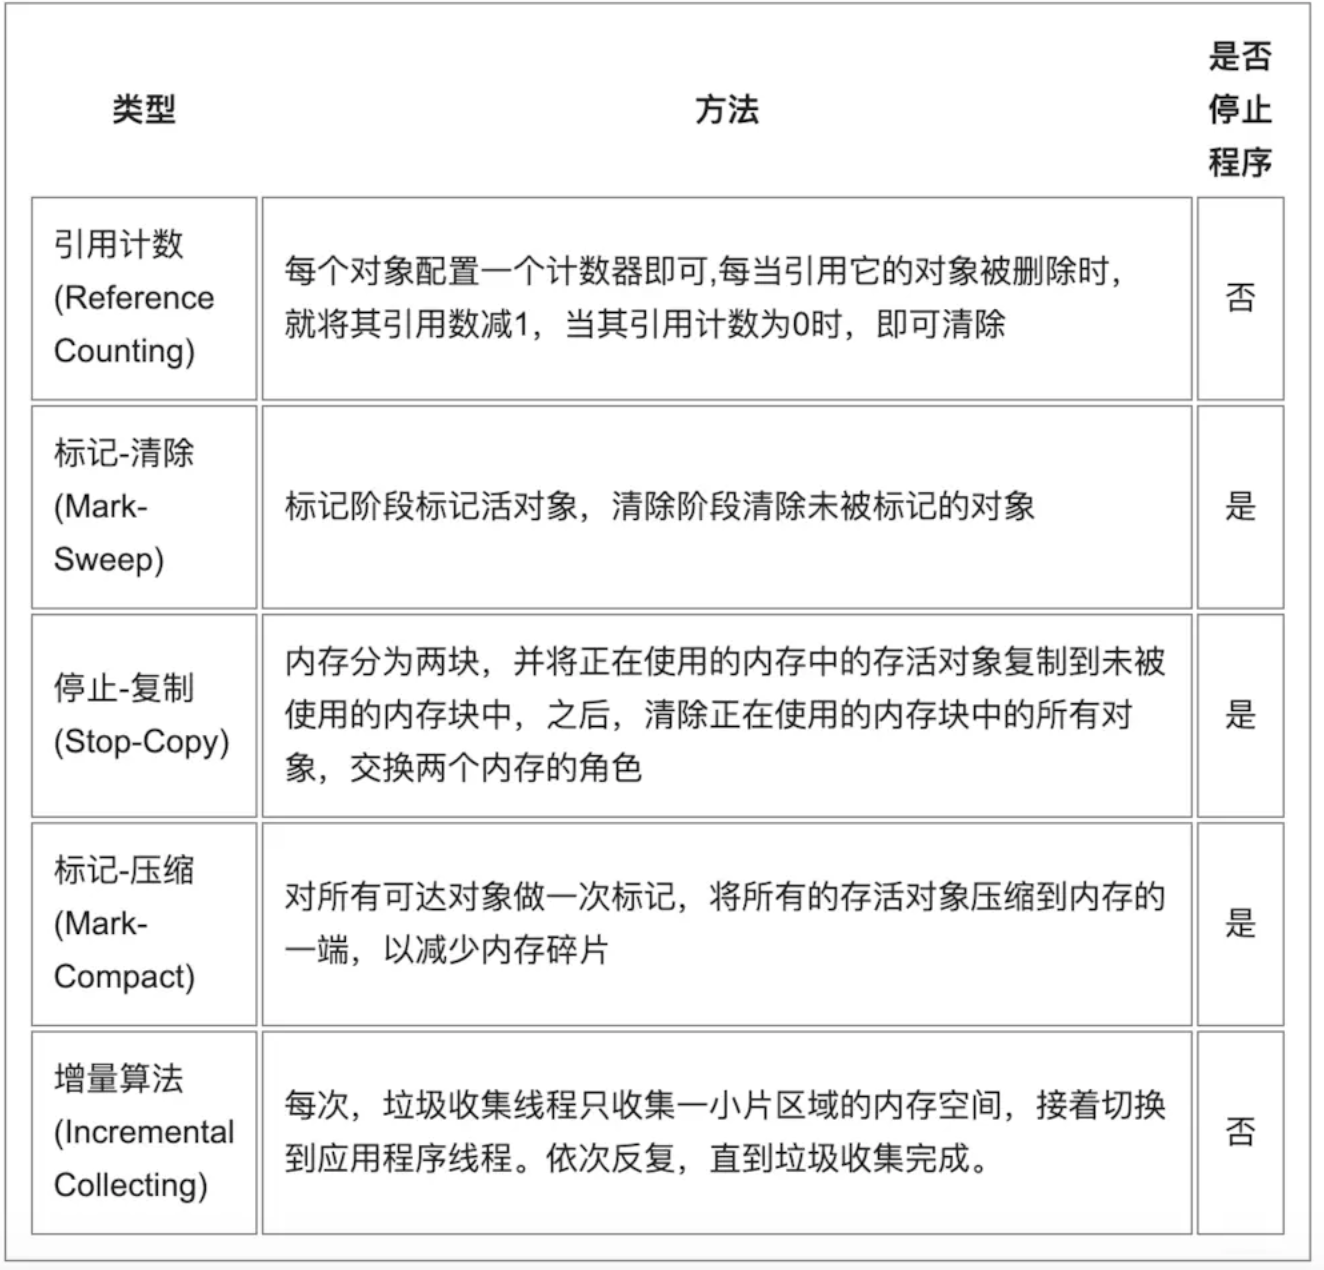 类型
方法
是否
停止
程序
引用计数
(Reference
Counting)
每个对象配置一个计数器即可,每当引用它的对象被删除时，
就将其引用数减1，当其引用计数为0时，即可清除
否
标记-清除
(Mark-
Sweep)
标记阶段标记活对象，清除阶段清除未被标记的对象
是
停止-复制
(Stop-Copy)
内存分为两块，并将正在使用的内存中的存活对象复制到未被
使用的内存块中，之后，清除正在使用的内存块中的所有对
象，交换两个内存的角色
是
标记-压缩
(Mark-
Compact)
对所有可达对象做一次标记，将所有的存活对象压缩到内存的
一端，以减少内存碎片
是
增量算法
(Incremental
Collecting)
每次，垃圾收集线程只收集一小片区域的内存空间，接着切换
到应用程序线程。依次反复，直到垃圾收集完成。
否